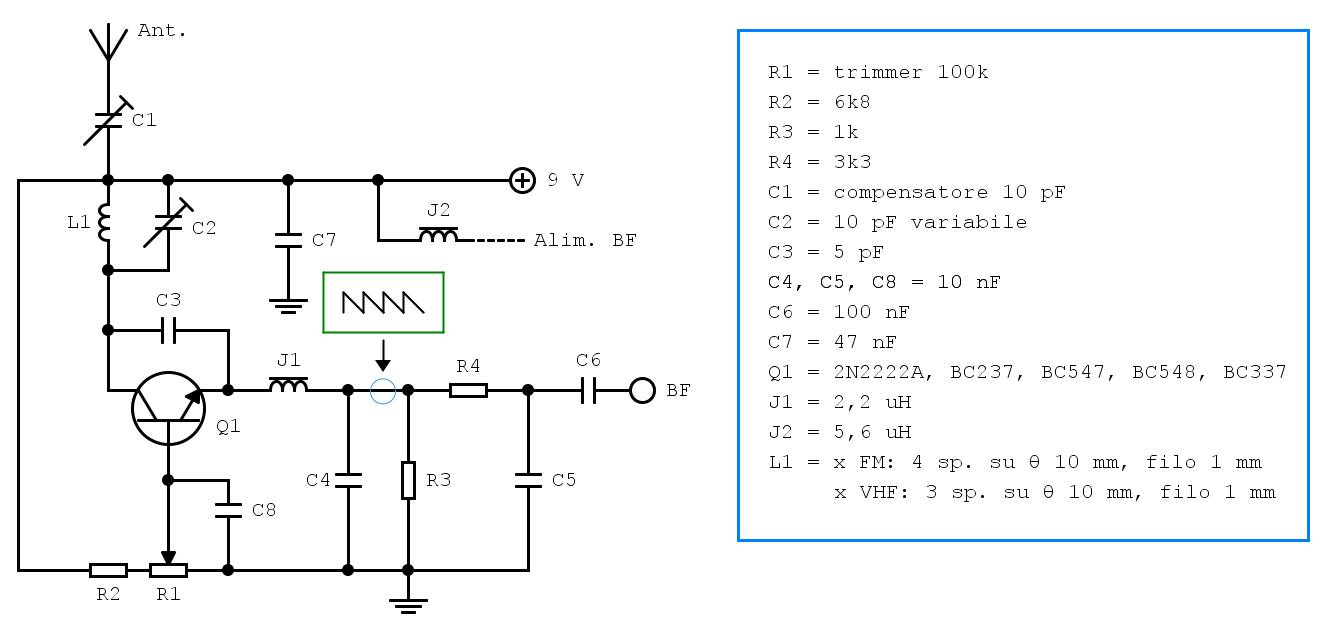 Ant.
C1
9 V
L1
C2
J2
C7
Alim. BF
C3
J1
R4
C6
BF
Q1
C4
R3
C5
C8
R2
R1
R1 = trimmer 100k
R2 = 6k8
R3 = 1k
R4 = 3k3
C1 = compensatore 10 pF
C2 = 10 pF variabile
C3 = 5 pF
C4, C5, C8 = 10 nF
C6 = 100 nF
C7 = 47 nF
Q1 = 2N2222A, BC237, BC547, BC548, BC337
J1 = 2,2 uH
J2 = 5,6 uH
L1 = x FM: 4 sp. su θ 10 mm, filo 1 mm
x VHF: 3 sp. su θ 10 mm, filo 1 mm